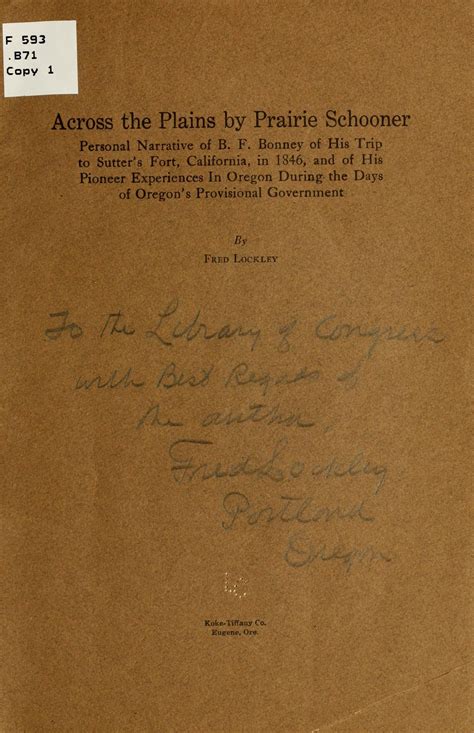 F 593
.B71
Copy 1
Across the Plains by Prairie Schooner
Personal Narrative of B. F. Bonney of His Trip
to Sutter's Fort, California, in 1846, and of His
Pioneer Experiences In Oregon During the Days
of Oregon's Provisional Government
By
Fred Lockley
To the Library of Congress
with Best Regards of
the author
Fred Lockley
Portland
Oregon
Koke-Tiffany Co.
Eugene, Ore.